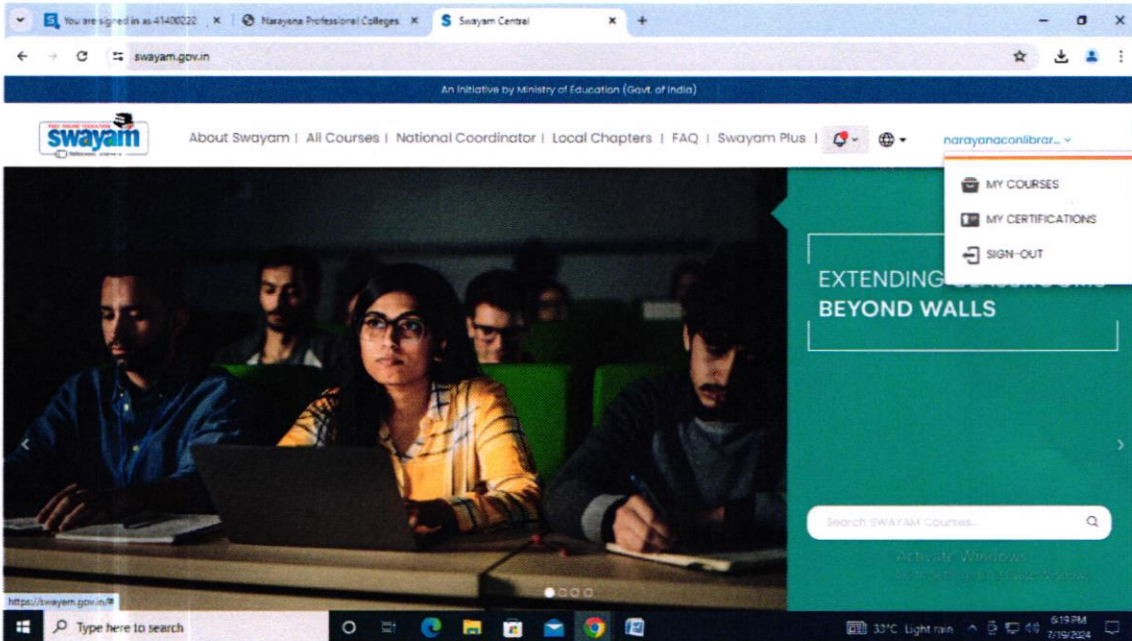 You are signed in as 41400222
Narayana Professional Colleges
Swayam Central
swayam.gov.in
An Initiative by Ministry of Education (Govt. of India)
swayam
About Swayam | All Courses | National Coordinator | Local Chapters | FAQ | Swayam Plus |
narayanaconlibrar...
MY COURSES
MY CERTIFICATIONS
SIGN-OUT
EXTENDING
BEYOND WALLS
Search SWAYAM Courses...
Activate Windows
https://swayam.gov.in/#
Type here to search
33°C Light rain
6:19 PM
7/19/2024